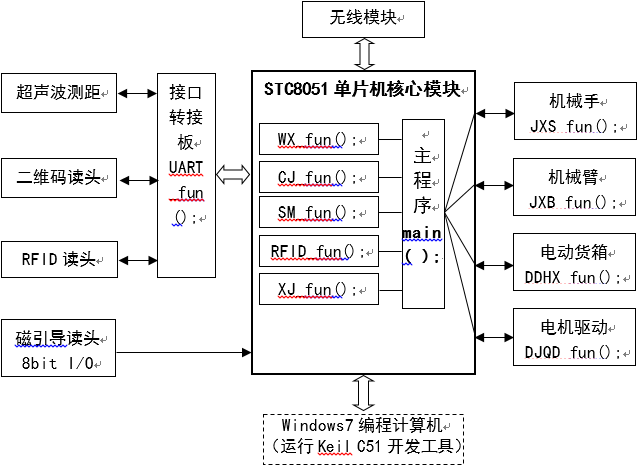 无线模块
超声波测距
二维码读头
RFID 读头
磁引导读头
8bit I/O
接口
转接
板
UART
_fun
();
STC8051 单片机核心模块
WX_fun();
CJ_fun();
SM_fun();
RFID_fun();
XJ_fun();
主
程
序
main
( );
机械手
JXS_fun();
机械臂
JXB_fun();
电动货箱
DDHX_fun();
电机驱动
DJQD_fun();
Windows7 编程计算机
（运行 Keil C51 开发工具）